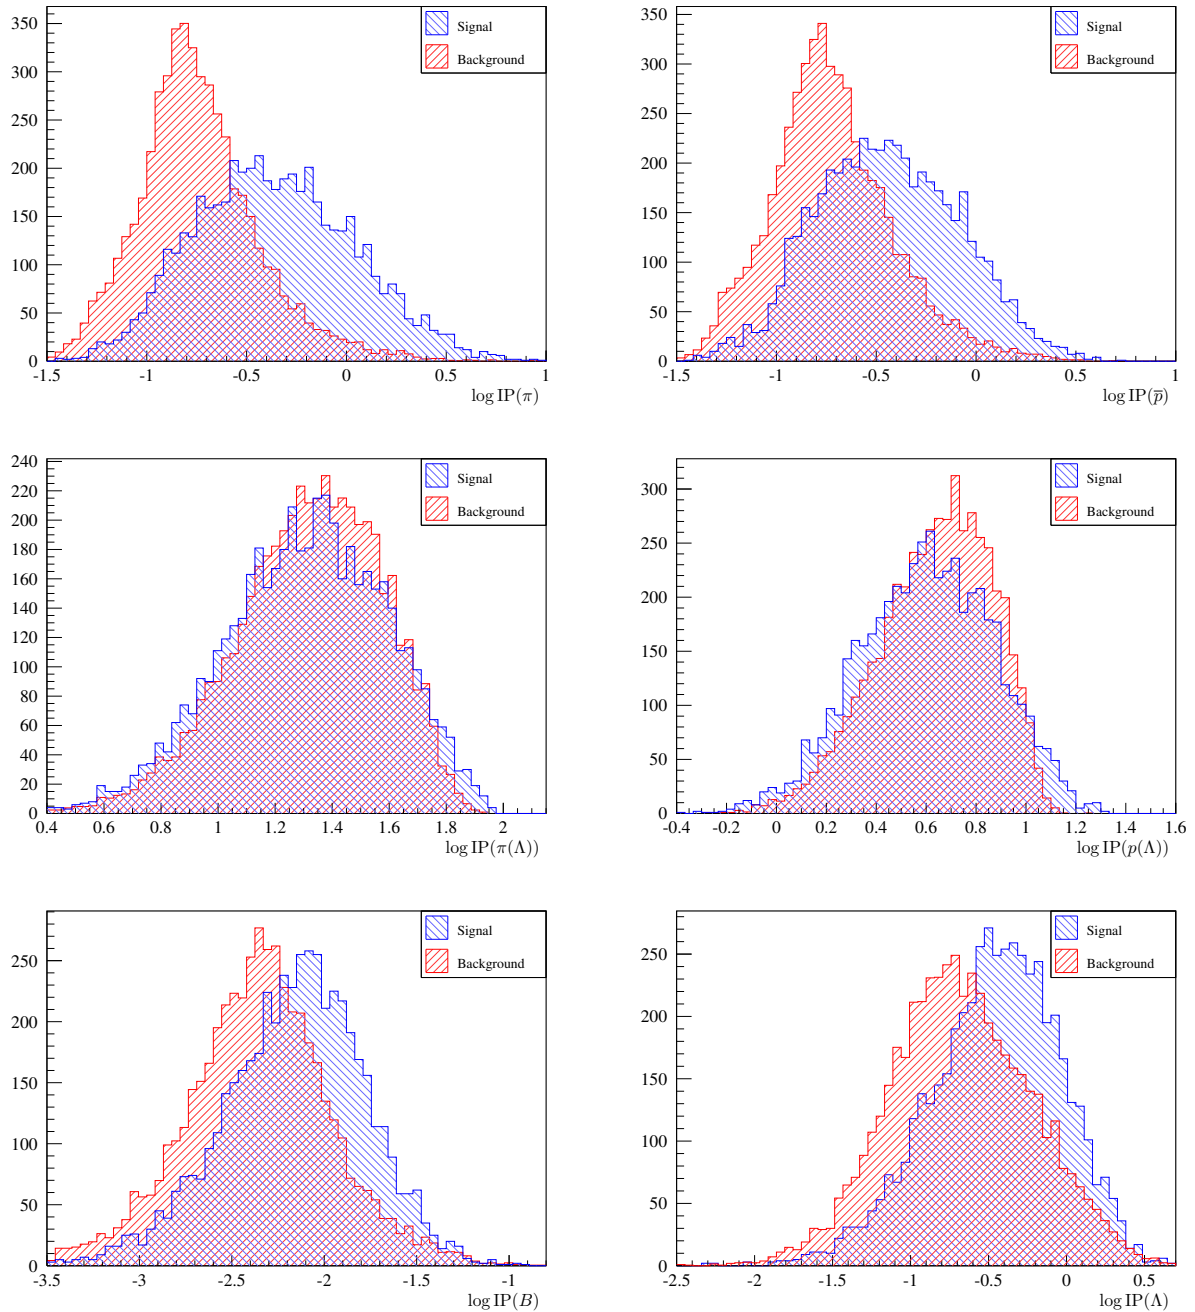 350
300
250
200
150
100
50
0
Signal
Background
-1.5 -1 -0.5 0 0.5 1
log IP(π)
350
300
250
200
150
100
50
0
Signal
Background
-1.5 -1 -0.5 0 0.5 1
log IP(p̅)
240
220
200
180
160
140
120
100
80
60
40
20
0
Signal
Background
0.4 0.6 0.8 1 1.2 1.4 1.6 1.8 2
log IP(π(Λ))
300
250
200
150
100
50
0
Signal
Background
-0.4 -0.2 0 0.2 0.4 0.6 0.8 1 1.2 1.4 1.6
log IP(p(Λ))
250
200
150
100
50
0
Signal
Background
-3.5 -3 -2.5 -2 -1.5 -1
log IP(B)
250
200
150
100
50
0
Signal
Background
-2.5 -2 -1.5 -1 -0.5 0 0.5
log IP(Λ)